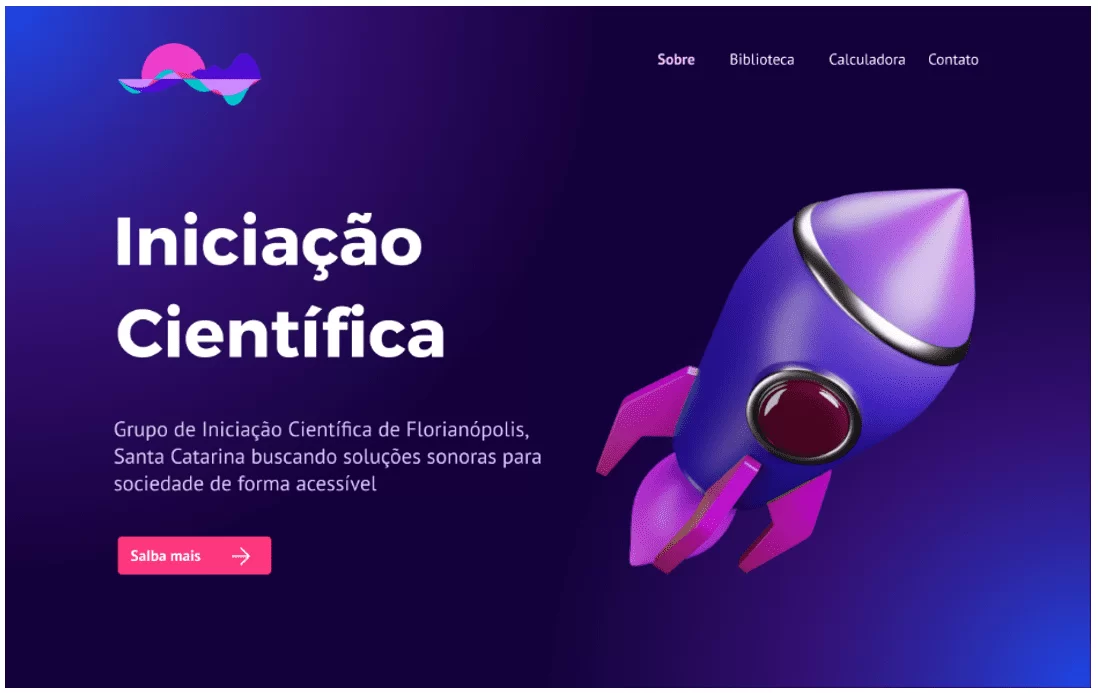 Sobre Biblioteca Calculadora Contato
Iniciação
Científica
Grupo de Iniciação Científica de Florianópolis,
Santa Catarina buscando soluções sonoras para
sociedade de forma acessível
Salba mais